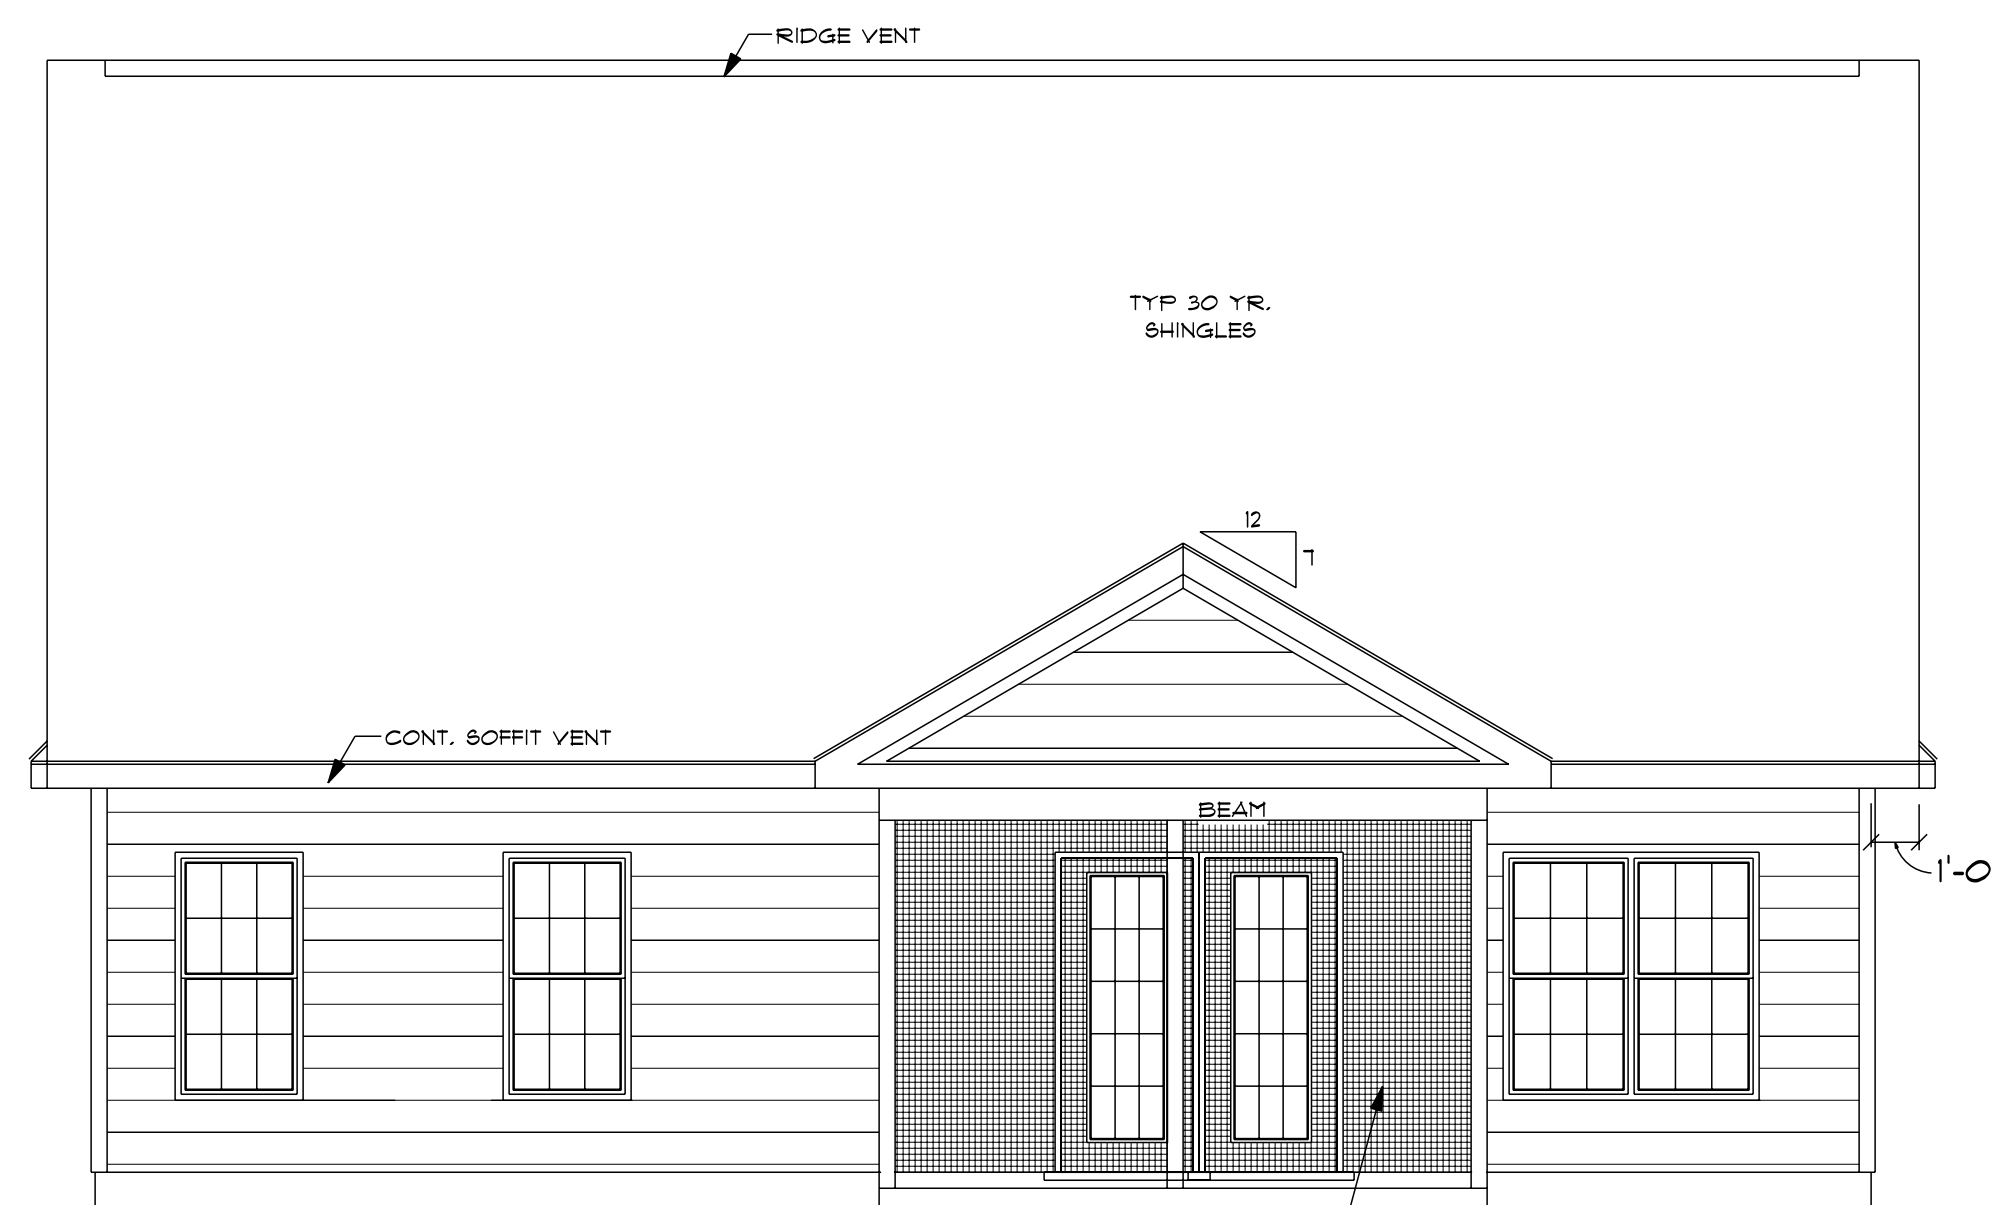 RIDGE VENT
TYP 30 YR.
SHINGLES
12
7
CONT. SOFFIT VENT
BEAM
1'-0